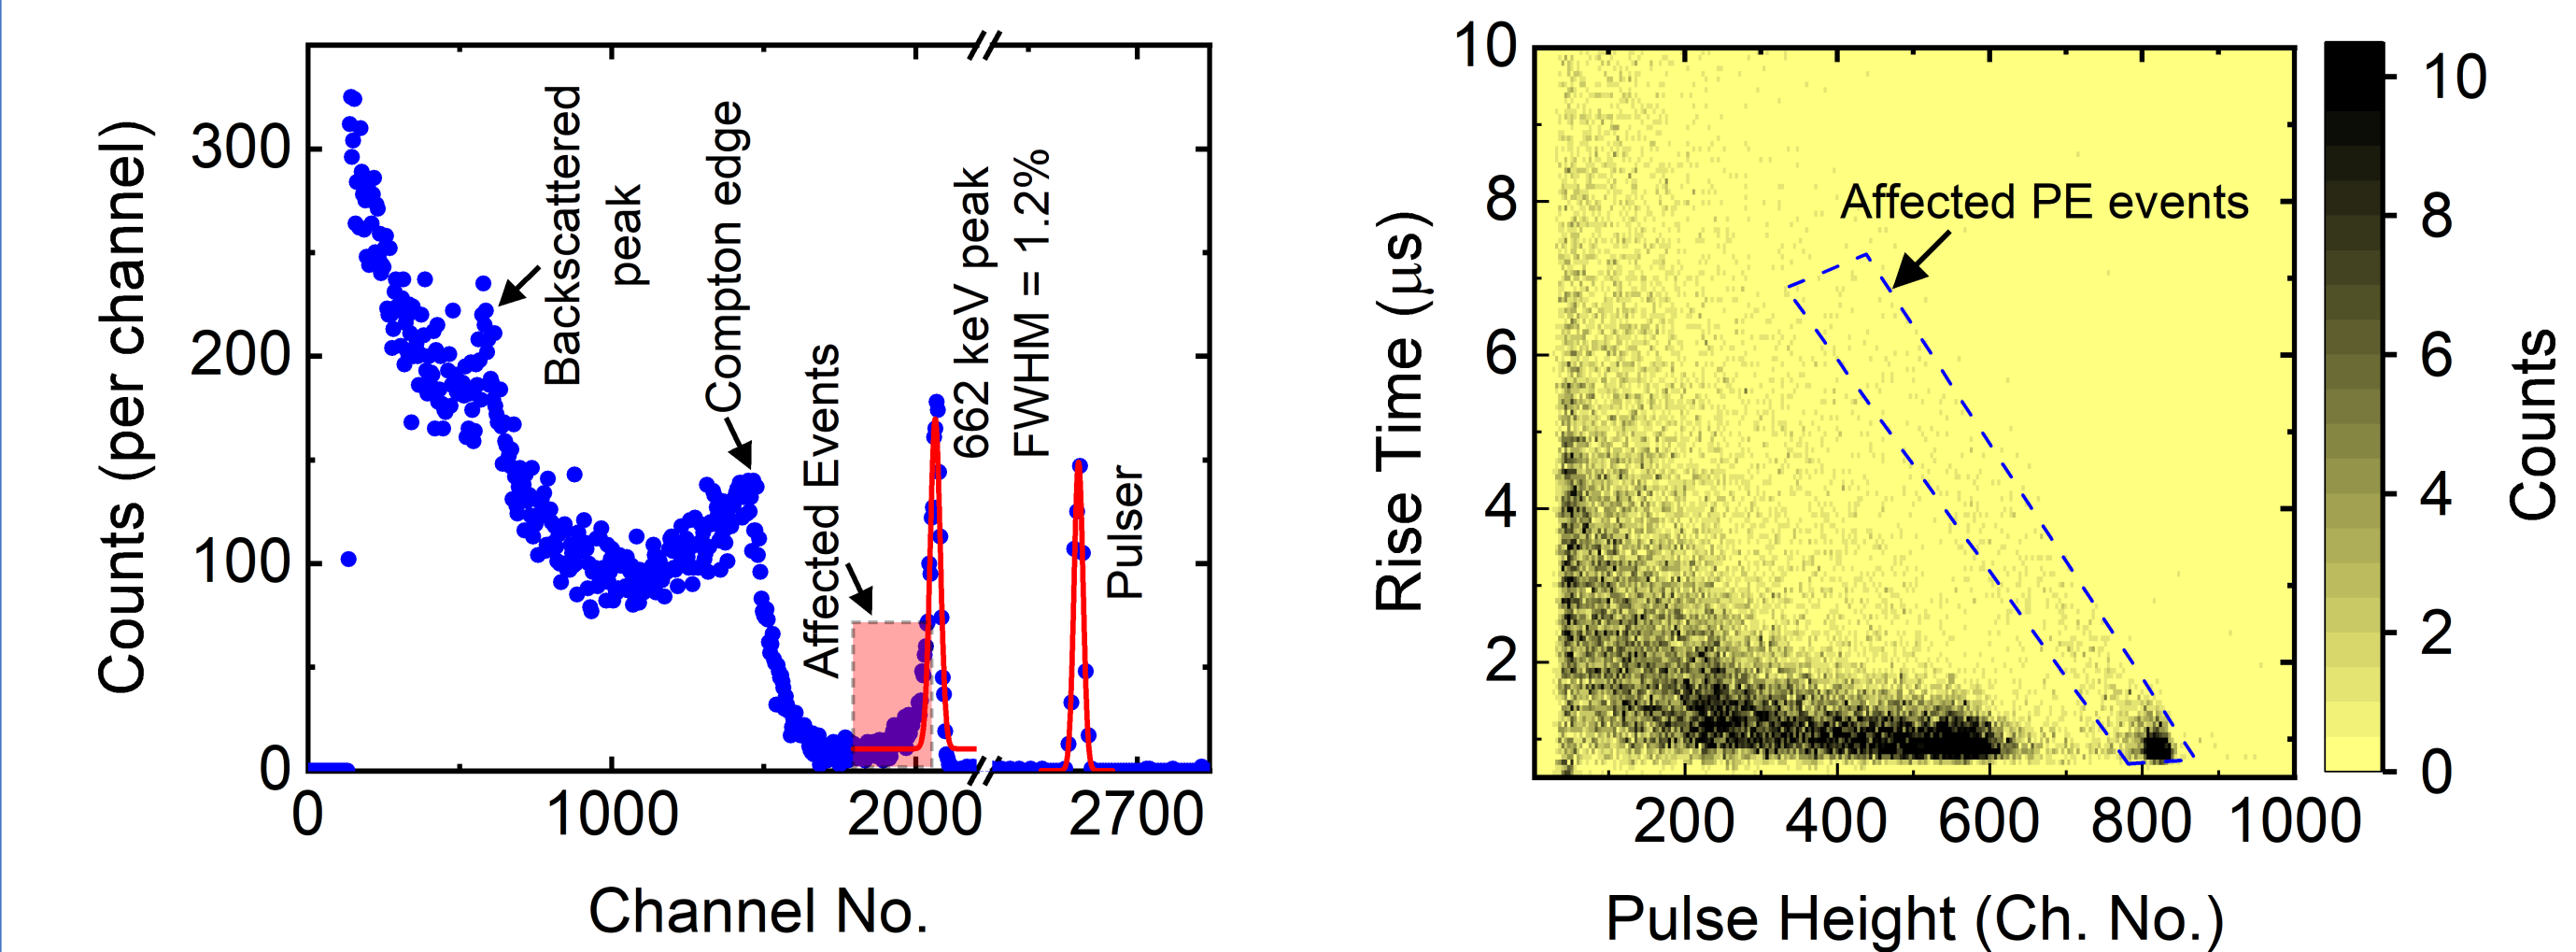 Counts (per channel)
300
200
100
0
0
1000
2000
2700
Channel No.
Backscattered
peak
Compton edge
Affected Events
662 keV peak
FWHM = 1.2%
Pulser
Rise Time (μs)
10
8
6
4
2
200
400
600
800
1000
Pulse Height (Ch. No.)
Affected PE events
10
8
6
4
2
0
Counts